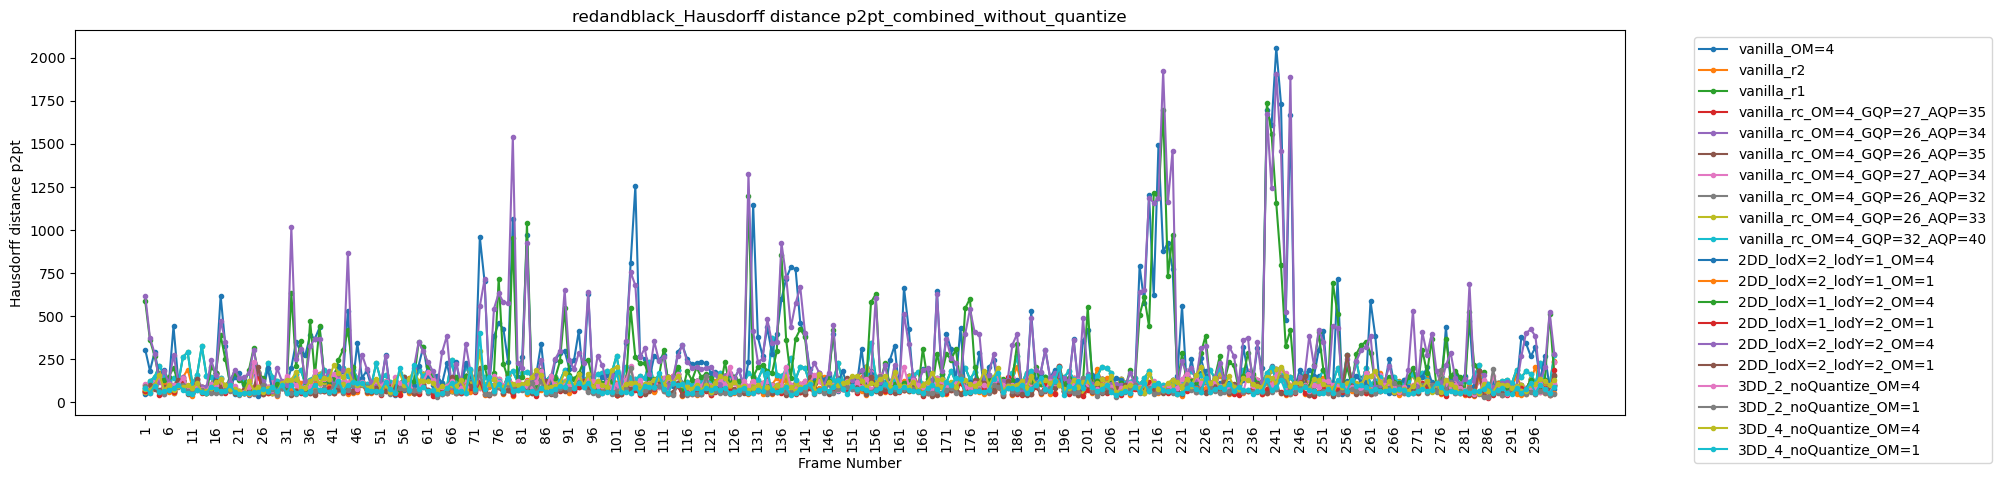 redandblack_Hausdorff distance p2pt_combined_without_quantize
Hausdorff distance p2pt
2000
1750
1500
1250
1000
750
500
250
0
1 6 11 16 21 26 31 36 41 46 51 56 61 66 71 76 81 86 91 96 101 106 111 116 121 126 131 136 141 146 151 156 161 166 171 176 181 186 191 196 201 206 211 216 221 226 231 236 241 246 251 256 261 266 271 276 281 286 291 296
Frame Number
vanilla_OM=4
vanilla_r2
vanilla_r1
vanilla_rc_OM=4_GQP=27_AQP=35
vanilla_rc_OM=4_GQP=26_AQP=34
vanilla_rc_OM=4_GQP=26_AQP=35
vanilla_rc_OM=4_GQP=27_AQP=34
vanilla_rc_OM=4_GQP=26_AQP=32
vanilla_rc_OM=4_GQP=26_AQP=33
vanilla_rc_OM=4_GQP=32_AQP=40
2DD_lodX=2_lodY=1_OM=4
2DD_lodX=2_lodY=1_OM=1
2DD_lodX=1_lodY=2_OM=4
2DD_lodX=1_lodY=2_OM=1
2DD_lodX=2_lodY=2_OM=4
2DD_lodX=2_lodY=2_OM=1
3DD_2_noQuantize_OM=4
3DD_2_noQuantize_OM=1
3DD_4_noQuantize_OM=4
3DD_4_noQuantize_OM=1